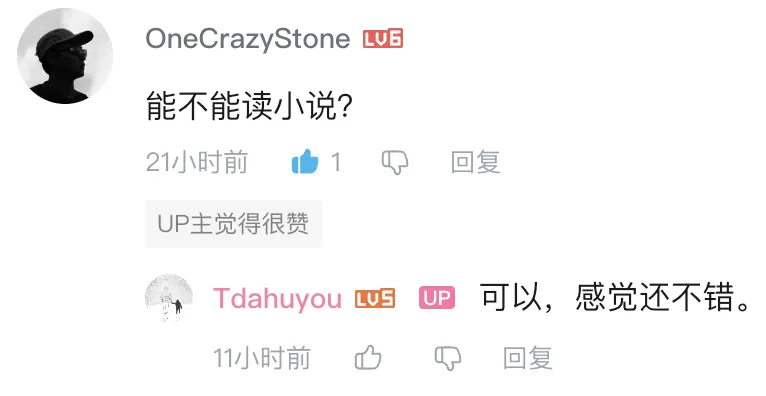 OneCrazyStone LV6
能不能读小说?
21小时前 1 回复
UP主觉得很赞
Tdahuyou LV5 UP 可以，感觉还不错。
11小时前 回复